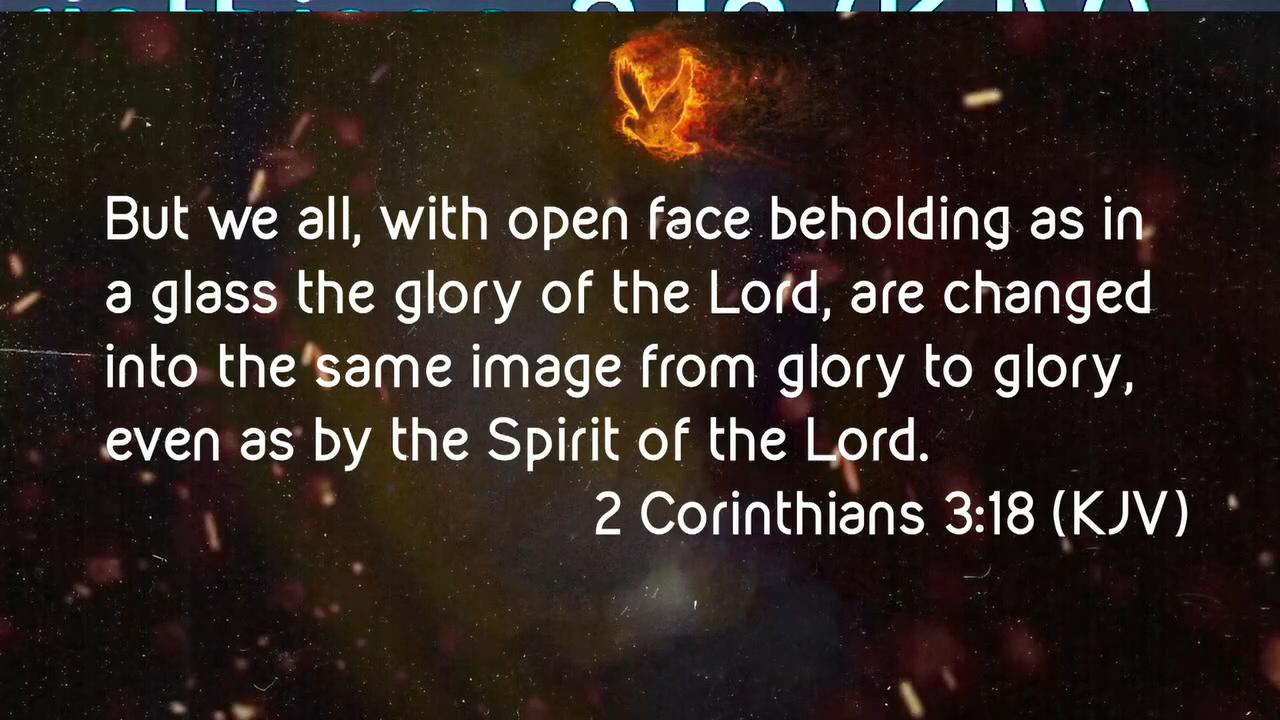 But we all, with open face beholding as in
a glass the glory of the Lord, are changed
into the same image from glory to glory,
even as by the Spirit of the Lord.
2 Corinthians 3:18 (KJV)